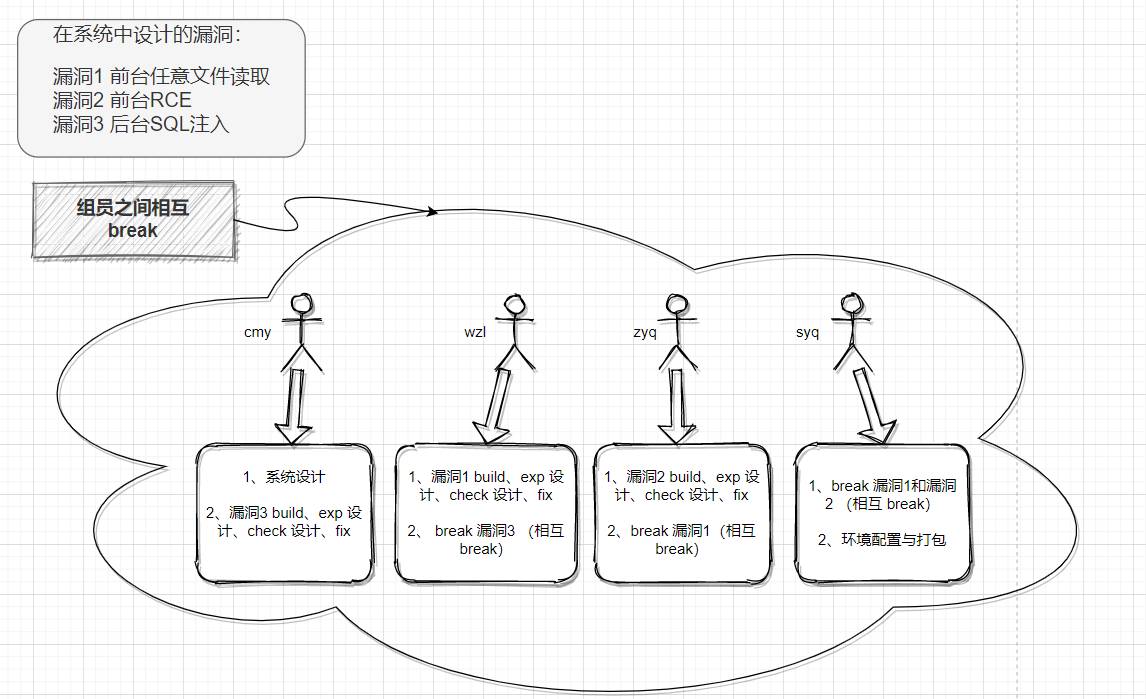 在系统中设计的漏洞：
漏洞1 前台任意文件读取
漏洞2 前台RCE
漏洞3 后台SQL注入
组员之间相互
break
cmy
wzl
zyq
syq
1、系统设计
2、漏洞3 build、exp 设
计、check 设计、fix
1、漏洞1 build、exp 设
计、check 设计、fix
2、 break 漏洞3 （相互
break）
1、漏洞2 build、exp 设
计、check 设计、fix
2、break 漏洞1（相互
break）
1、break 漏洞1和漏洞
2 （相互 break）
2、环境配置与打包